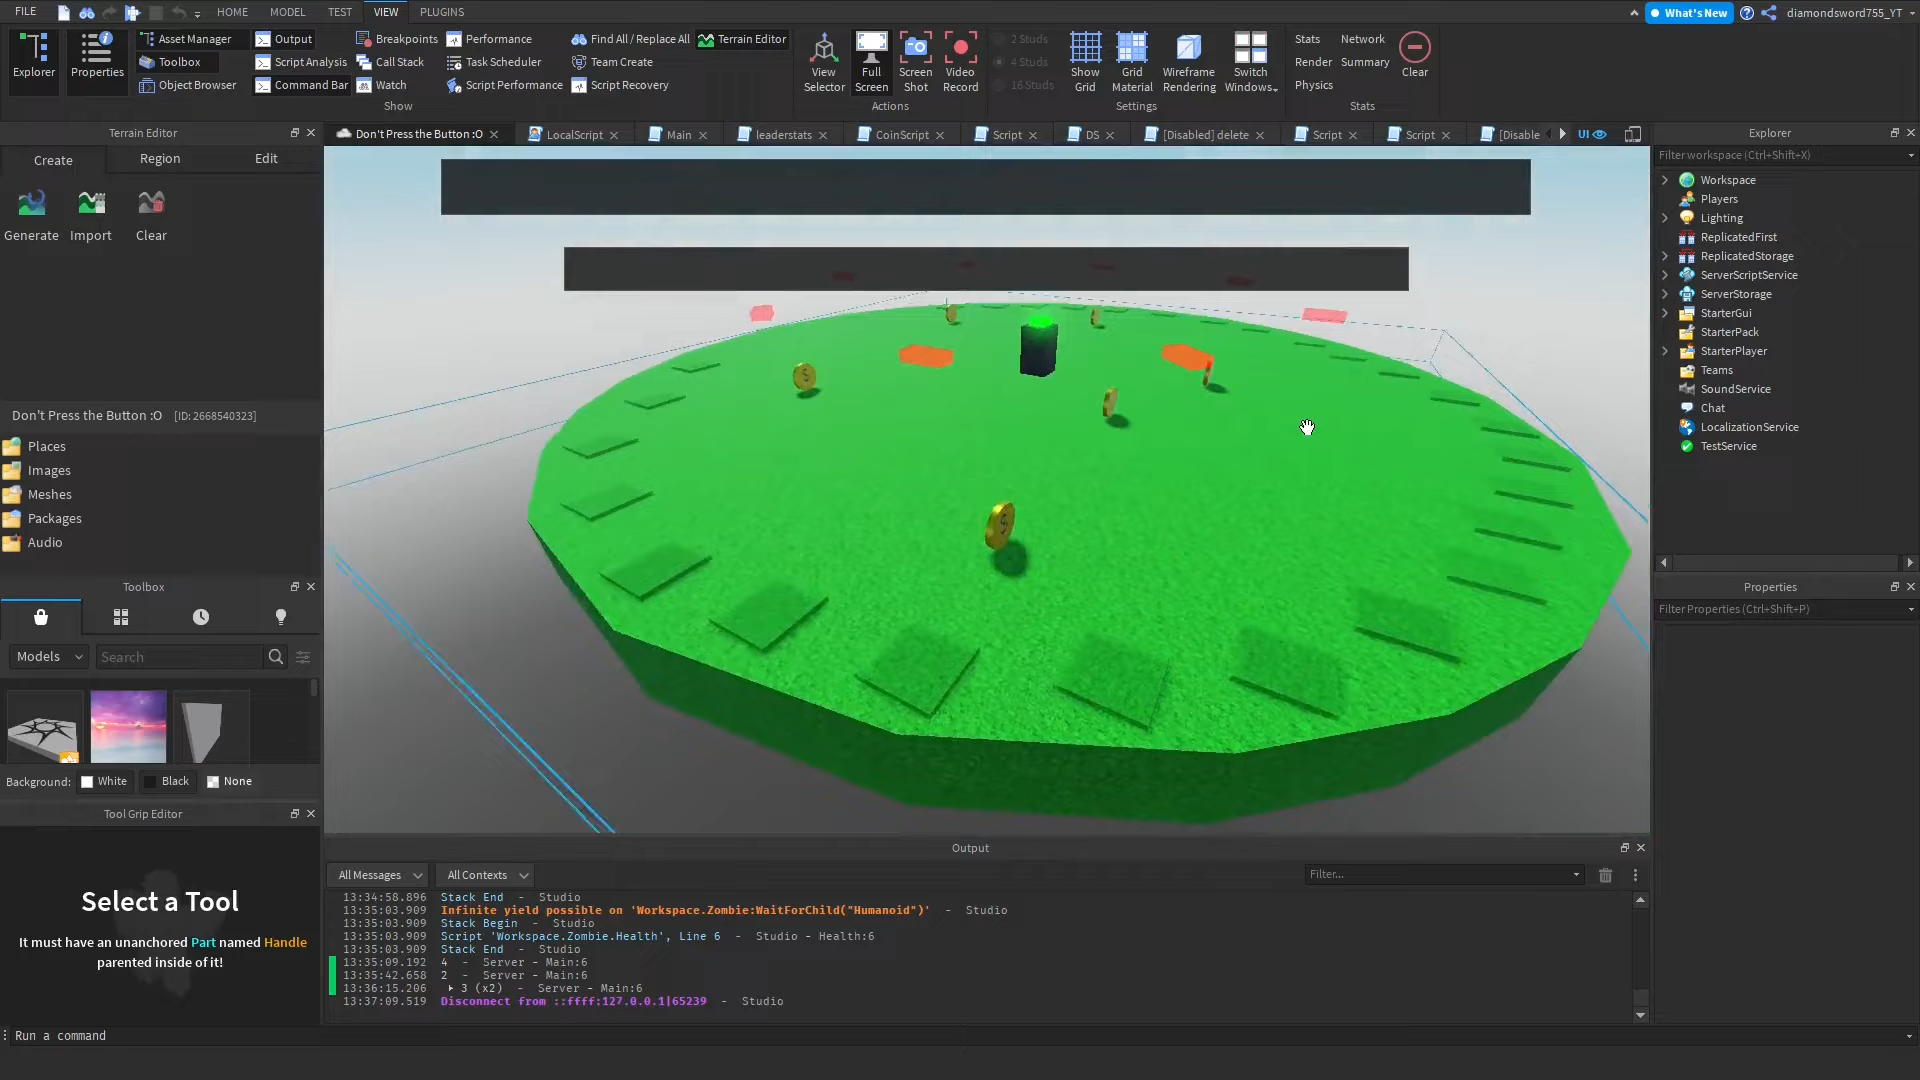 FILE HOME MODEL TEST VIEW PLUGINS What's New diamondsword755_YT
Explorer
Properties
Asset Manager
Toolbox
Object Browser
Output
Script Analysis
Command Bar
Breakpoints
Call Stack
Watch
Performance
Task Scheduler
Script Performance
Find All / Replace All
Team Create
Script Recovery
Terrain Editor
Show
View Selector
Full Screen
Screen Shot
Video Record
Actions
2 Studs
4 Studs
16 Studs
Show Grid
Grid Material
Wireframe Rendering
Switch Windows
Settings
Stats Network
Render Summary
Physics
Clear
Stats
Terrain Editor
Create Region Edit
Generate Import Clear
Don't Press the Button :O LocalScript Main leaderstats CoinScript Script DS [Disabled] delete Script Script [Disable UI
Don't Press the Button :O [ID: 2668540323]
Places
Images
Meshes
Packages
Audio
Toolbox
Models Search
Background: White Black None
Tool Grip Editor
Select a Tool
It must have an unanchored Part named Handle
parented inside of it!
Explorer
Filter workspace (Ctrl+Shift+X)
Workspace
Players
Lighting
ReplicatedFirst
ReplicatedStorage
ServerScriptService
ServerStorage
StarterGui
StarterPack
StarterPlayer
Teams
SoundService
Chat
LocalizationService
TestService
Properties
Filter Properties (Ctrl+Shift+P)
Output
All Messages All Contexts Filter...
13:34:58.896 Stack End - Studio
13:35:03.909 Infinite yield possible on 'Workspace.Zombie:WaitForChild("Humanoid")' - Studio
13:35:03.909 Stack Begin - Studio
13:35:03.909 Script 'Workspace.Zombie.Health', Line 6 - Studio - Health:6
13:35:03.909 Stack End - Studio
13:35:09.192 4 - Server - Main:6
13:35:42.658 2 - Server - Main:6
13:36:15.206 3 (x2) - Server - Main:6
13:37:09.519 Disconnect from ::ffff:127.0.0.1|65239 - Studio
Run a command